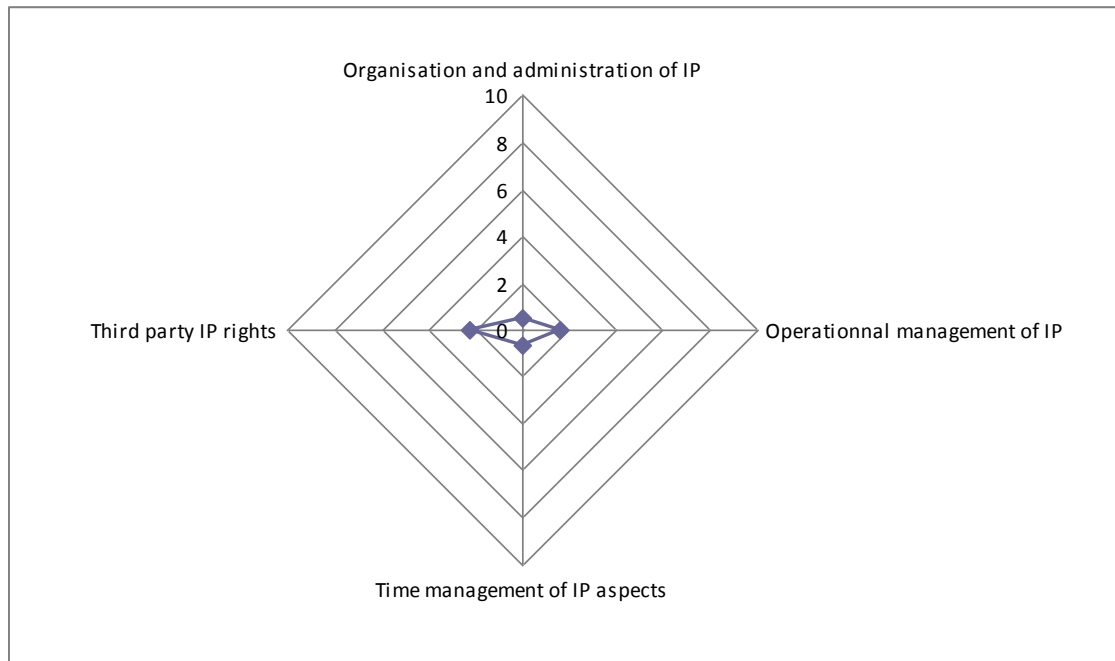 Organisation and administration of IP
10
8
6
4
2
0
Third party IP rights
Operationnal management of IP
Time management of IP aspects